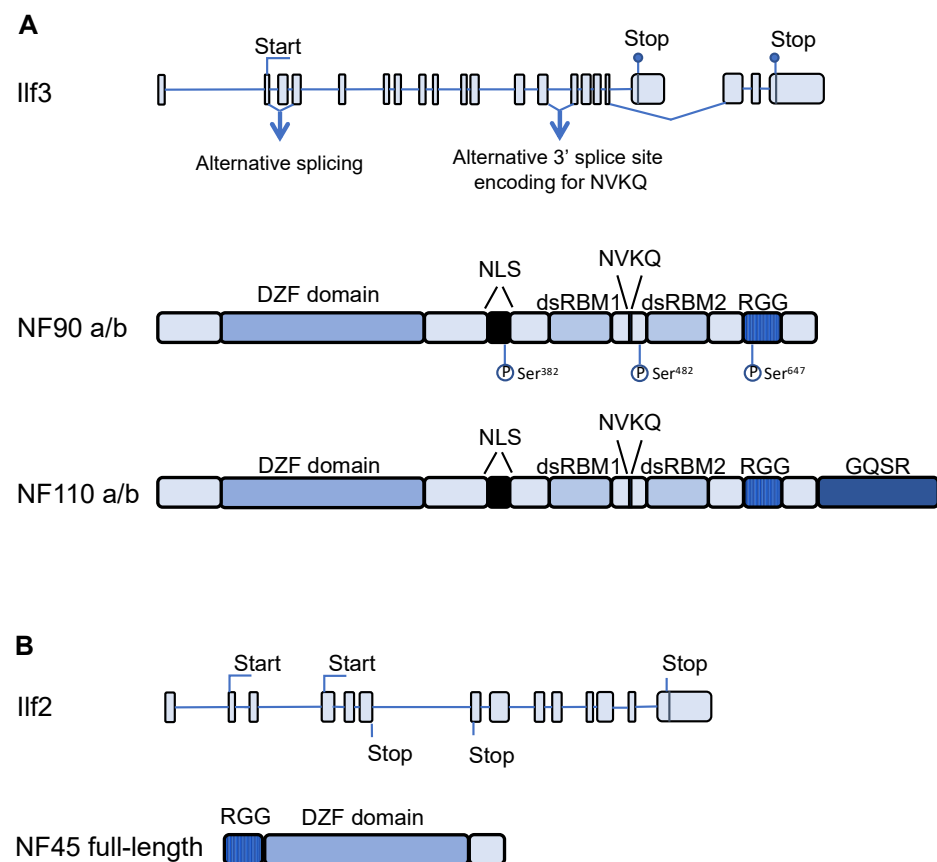 A
Start
Stop
Stop
Ilf3
Alternative splicing
Alternative 3' splice site
encoding for NVKQ
NLS
NVKQ
DZF domain
dsRBM1
dsRBM2
RGG
NF90 a/b
P Ser382
P Ser482
P Ser647
NLS
NVKQ
DZF domain
dsRBM1
dsRBM2
RGG
GQSR
NF110 a/b
B
Start
Start
Stop
Ilf2
Stop
Stop
RGG
DZF domain
NF45 full-length